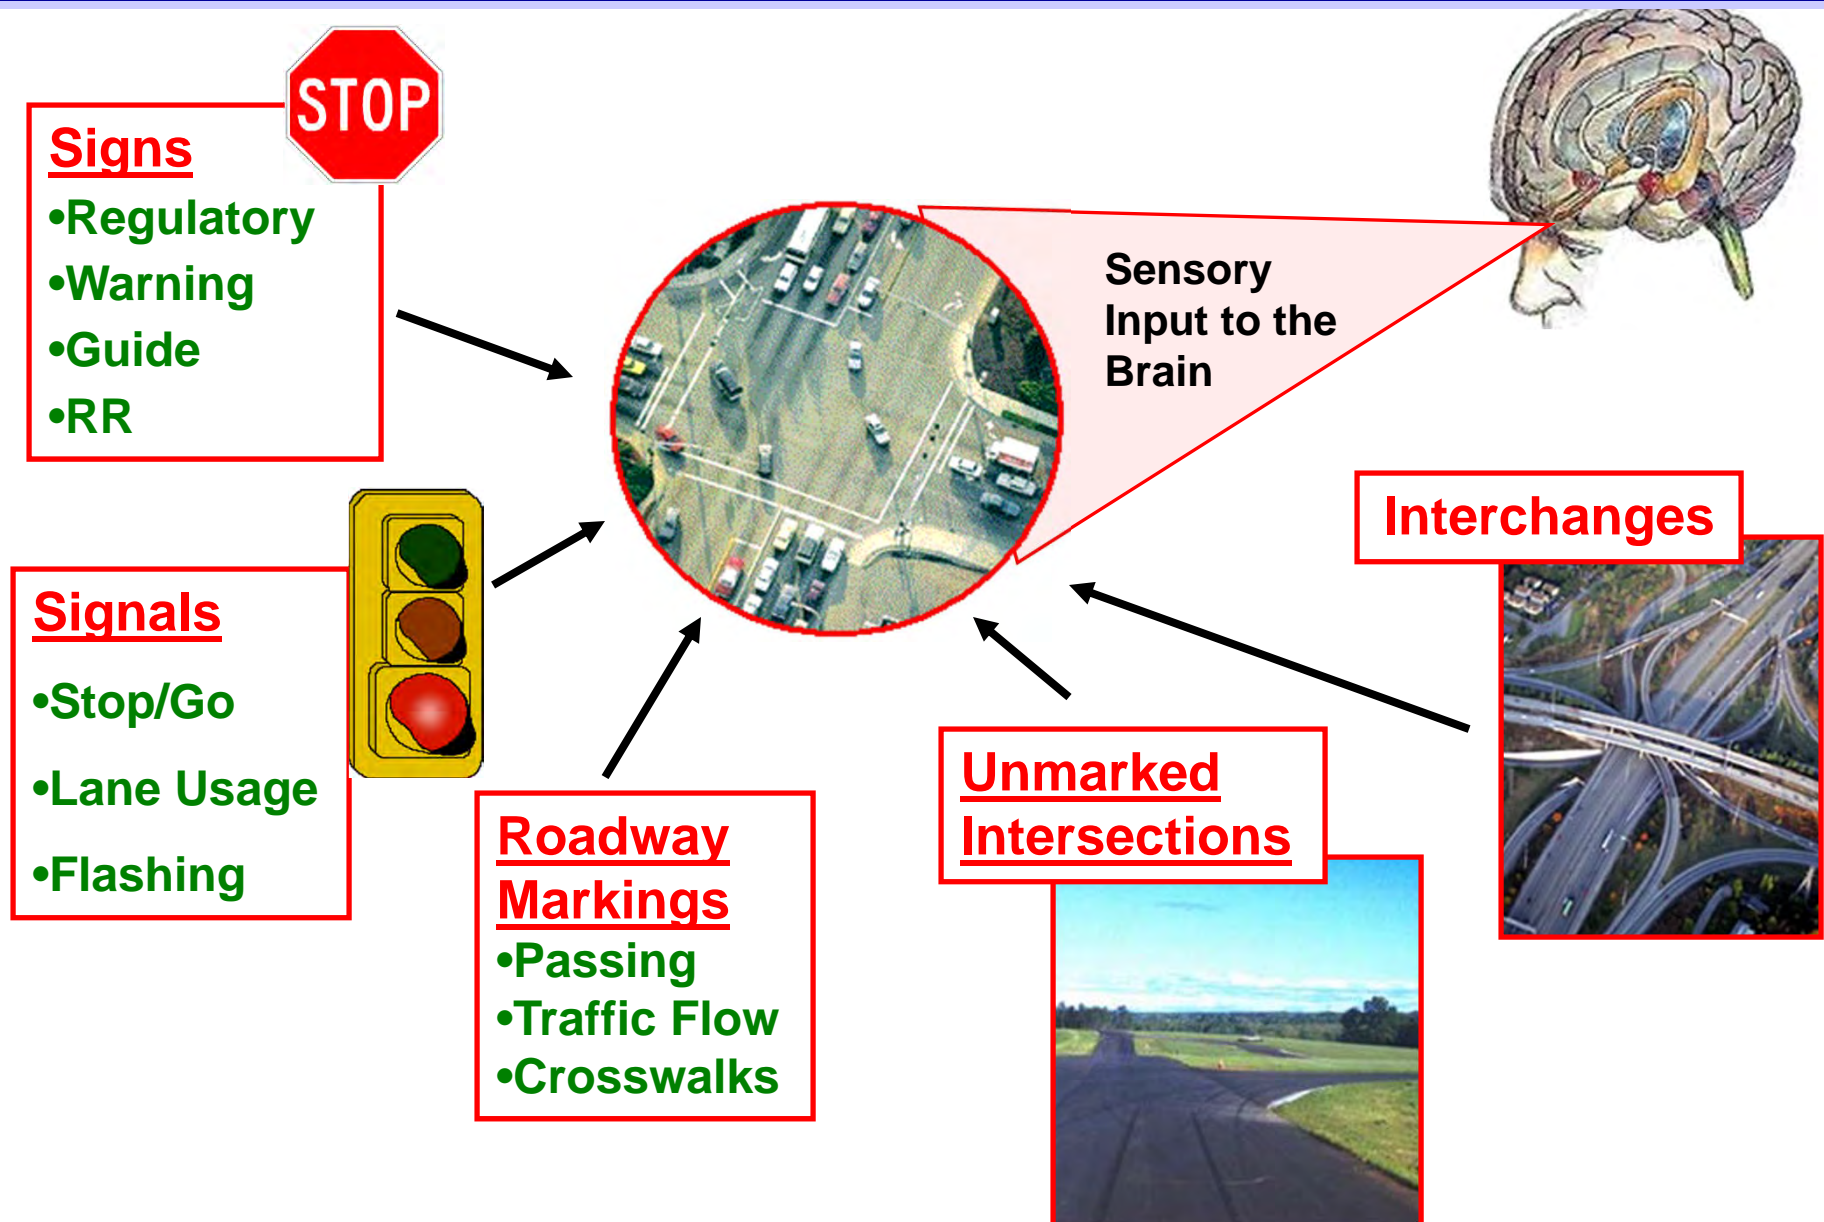 STOP
Signs
•Regulatory
•Warning
•Guide
•RR
Sensory
Input to the
Brain
Interchanges
Signals
•Stop/Go
•Lane Usage
•Flashing
Roadway
Markings
•Passing
•Traffic Flow
•Crosswalks
Unmarked
Intersections